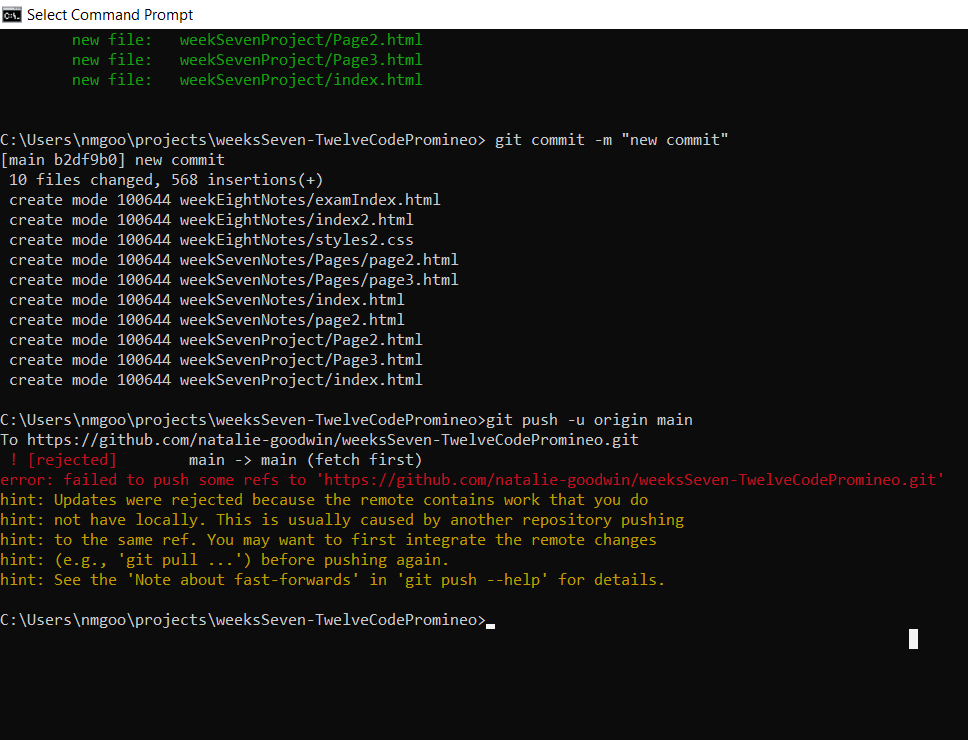 Select Command Prompt
new file:   weekSevenProject/Page2.html
new file:   weekSevenProject/Page3.html
new file:   weekSevenProject/index.html
C:\Users\nmgoo\projects\weeksSeven-TwelveCodePromineo> git commit -m "new commit"
[main b2df9b0] new commit
 10 files changed, 568 insertions(+)
 create mode 100644 weekEightNotes/examIndex.html
 create mode 100644 weekEightNotes/index2.html
 create mode 100644 weekEightNotes/styles2.css
 create mode 100644 weekSevenNotes/Pages/page2.html
 create mode 100644 weekSevenNotes/Pages/page3.html
 create mode 100644 weekSevenNotes/index.html
 create mode 100644 weekSevenNotes/page2.html
 create mode 100644 weekSevenProject/Page2.html
 create mode 100644 weekSevenProject/Page3.html
 create mode 100644 weekSevenProject/index.html
C:\Users\nmgoo\projects\weeksSeven-TwelveCodePromineo>git push -u origin main
To https://github.com/natalie-goodwin/weeksSeven-TwelveCodePromineo.git
 ! [rejected]        main -> main (fetch first)
error: failed to push some refs to 'https://github.com/natalie-goodwin/weeksSeven-TwelveCodePromineo.git'
hint: Updates were rejected because the remote contains work that you do
hint: not have locally. This is usually caused by another repository pushing
hint: to the same ref. You may want to first integrate the remote changes
hint: (e.g., 'git pull ...') before pushing again.
hint: See the 'Note about fast-forwards' in 'git push --help' for details.
C:\Users\nmgoo\projects\weeksSeven-TwelveCodePromineo>